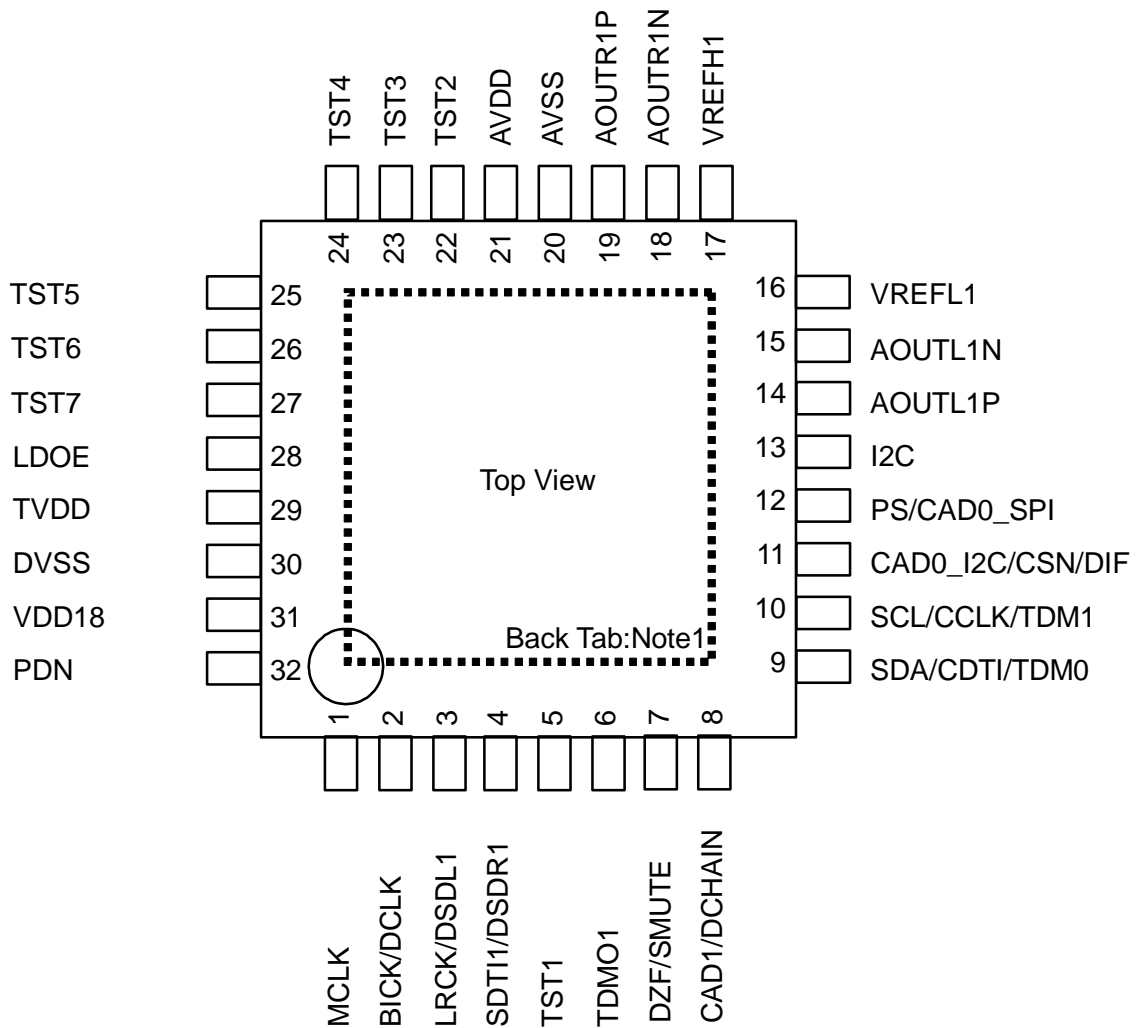 TST4
TST3
TST2
AVDD
AVSS
AOUTR1P
AOUTR1N
VREFH1
24
23
22
21
20
19
18
17
TST5
25
TST6
26
TST7
27
LDOE
28
TVDD
29
DVSS
30
VDD18
31
PDN
32
Top View
Back Tab:Note1
16
VREFL1
15
AOUTL1N
14
AOUTL1P
13
I2C
12
PS/CAD0_SPI
11
CAD0_I2C/CSN/DIF
10
SCL/CCLK/TDM1
9
SDA/CDTI/TDM0
1
2
3
4
5
6
7
8
MCLK
BICK/DCLK
LRCK/DSDL1
SDTI1/DSDR1
TST1
TDMO1
DZF/SMUTE
CAD1/DCHAIN